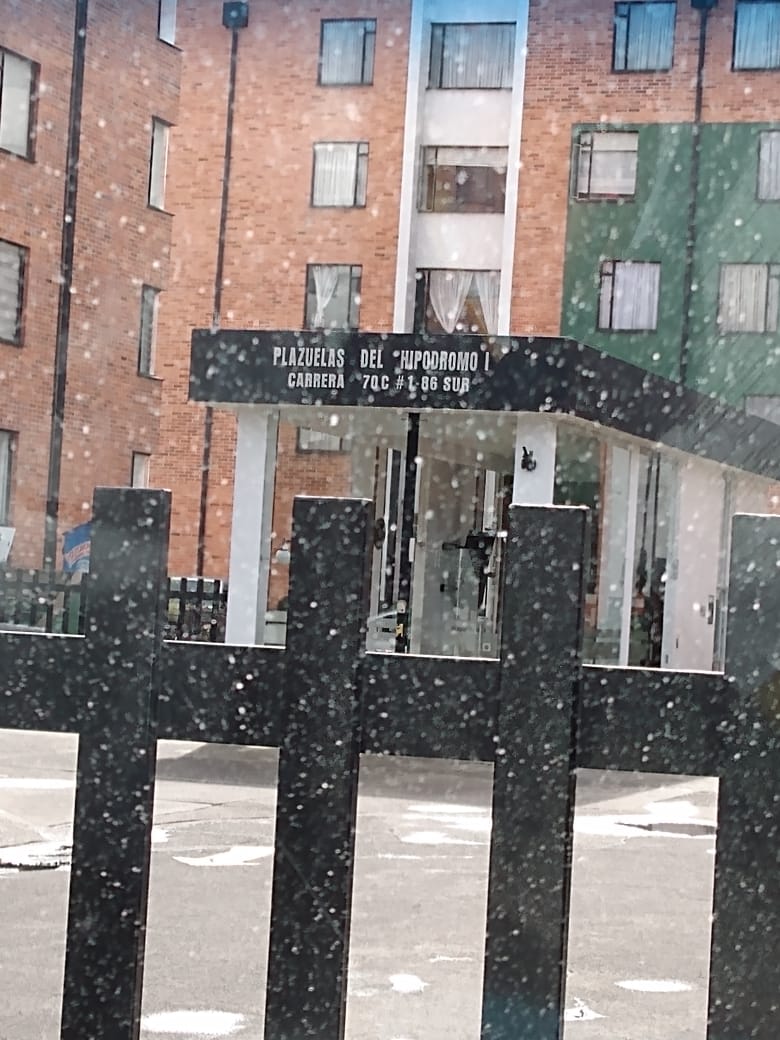 PLAZUELAS DEL HIPODROMO I
CARRERA 70C # 1-86 SUR